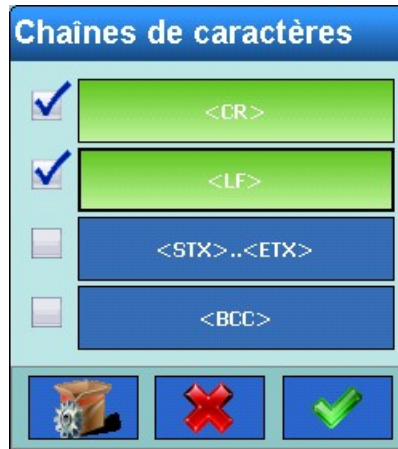 Chaînes de caractères
<CR>
<LF>
<STX>..<ETX>
<BCC>